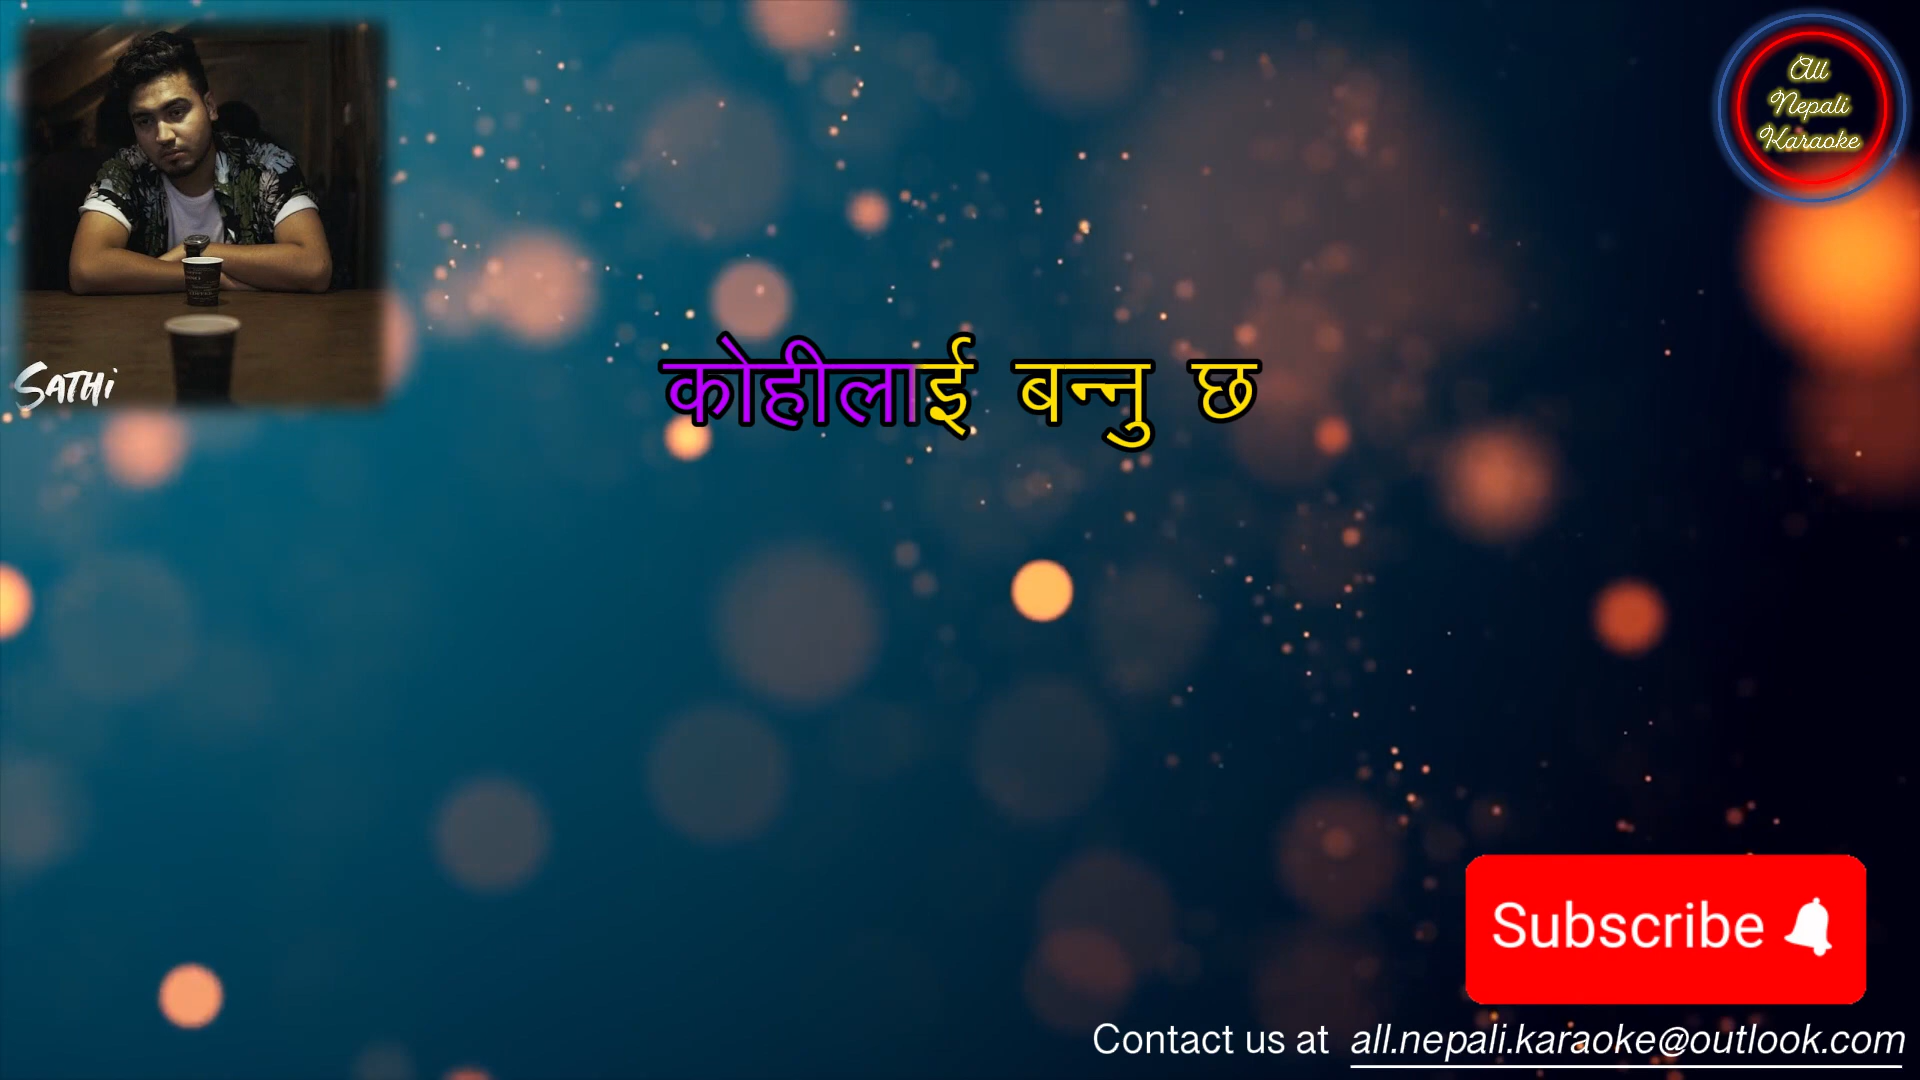 All
Nepali
Karaoke
कोहीलाई बन्नु छ
SATHI
Subscribe
Contact us at all.nepali.karaoke@outlook.com